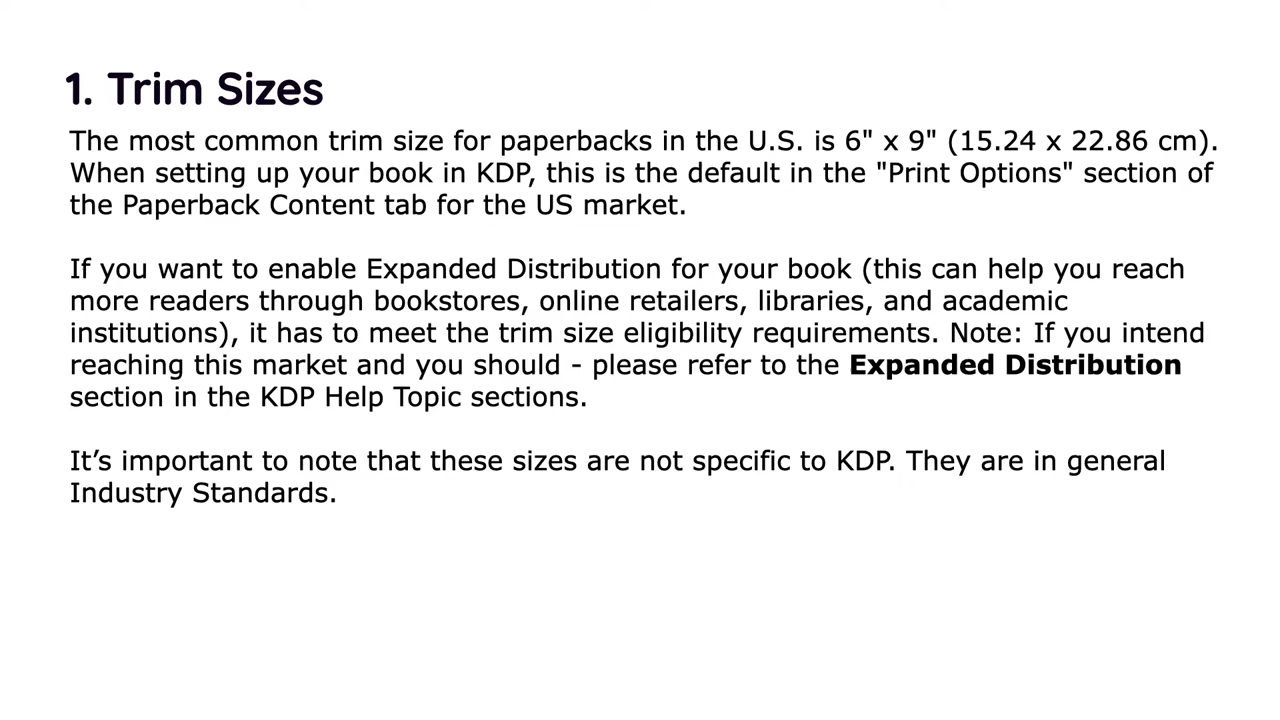 1. Trim Sizes
The most common trim size for paperbacks in the U.S. is 6" x 9" (15.24 x 22.86 cm).
When setting up your book in KDP, this is the default in the "Print Options" section of
the Paperback Content tab for the US market.
If you want to enable Expanded Distribution for your book (this can help you reach
more readers through bookstores, online retailers, libraries, and academic
institutions), it has to meet the trim size eligibility requirements. Note: If you intend
reaching this market and you should - please refer to the Expanded Distribution
section in the KDP Help Topic sections.
It’s important to note that these sizes are not specific to KDP. They are in general
Industry Standards.